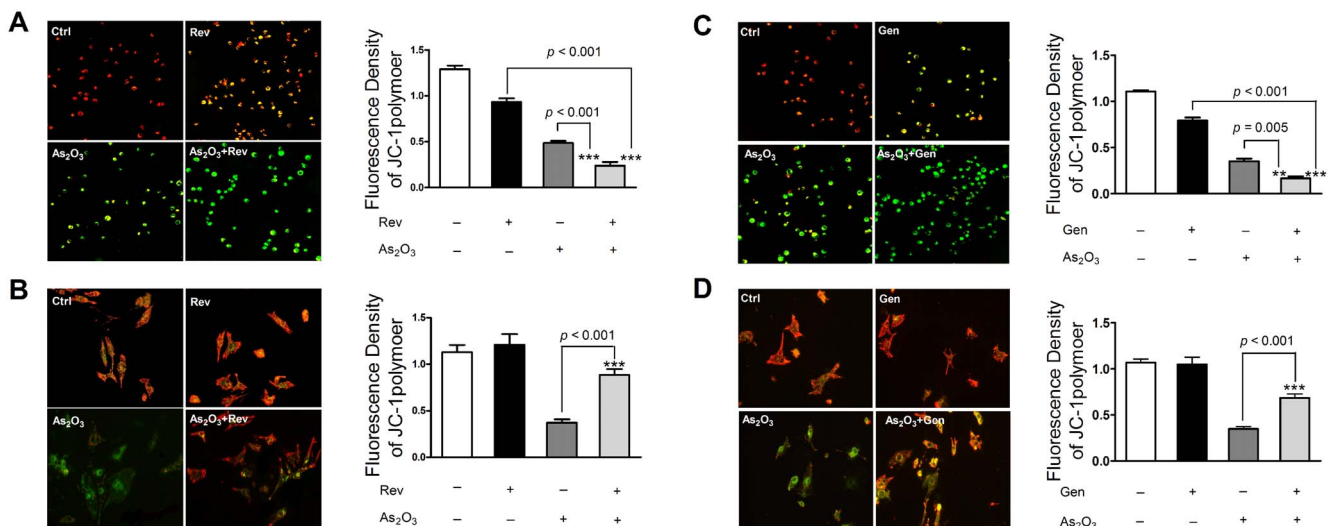 A
Ctrl
Rev
As₂O₃
As₂O₃+Rev
Fluorescence Density
of JC-1polymoer
1.5
1.0
0.5
0.0
p < 0.001
p < 0.001
*** ***
Rev – + – +
As₂O₃ – – + +
B
Ctrl
Rev
As₂O₃
As₂O₃+Rev
Fluorescence Density
of JC-1polymoer
1.5
1.0
0.5
0.0
p < 0.001
***
Rev – + – +
As₂O₃ – – + +
C
Ctrl
Gen
As₂O₃
As₂O₃+Gen
Fluorescence Density
of JC-1polymoer
1.5
1.0
0.5
0.0
p < 0.001
p = 0.005
** ***
Gen – + – +
As₂O₃ – – + +
D
Ctrl
Gen
As₂O₃
As₂O₃+Gen
Fluorescence Density
of JC-1polymoer
1.5
1.0
0.5
0.0
p < 0.001
***
Gen – + – +
As₂O₃ – – + +